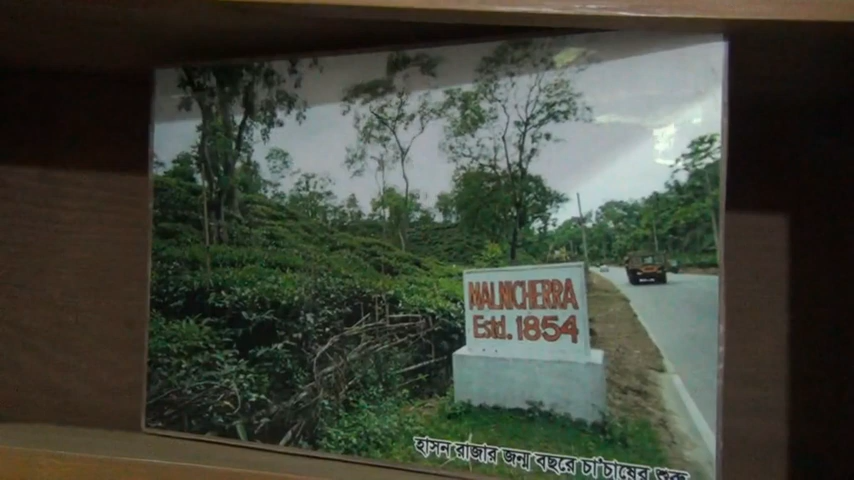 MALNICHERRA
Estd. 1854
হাসন রাজার জন্ম বছরে চা'চাষের শুরু